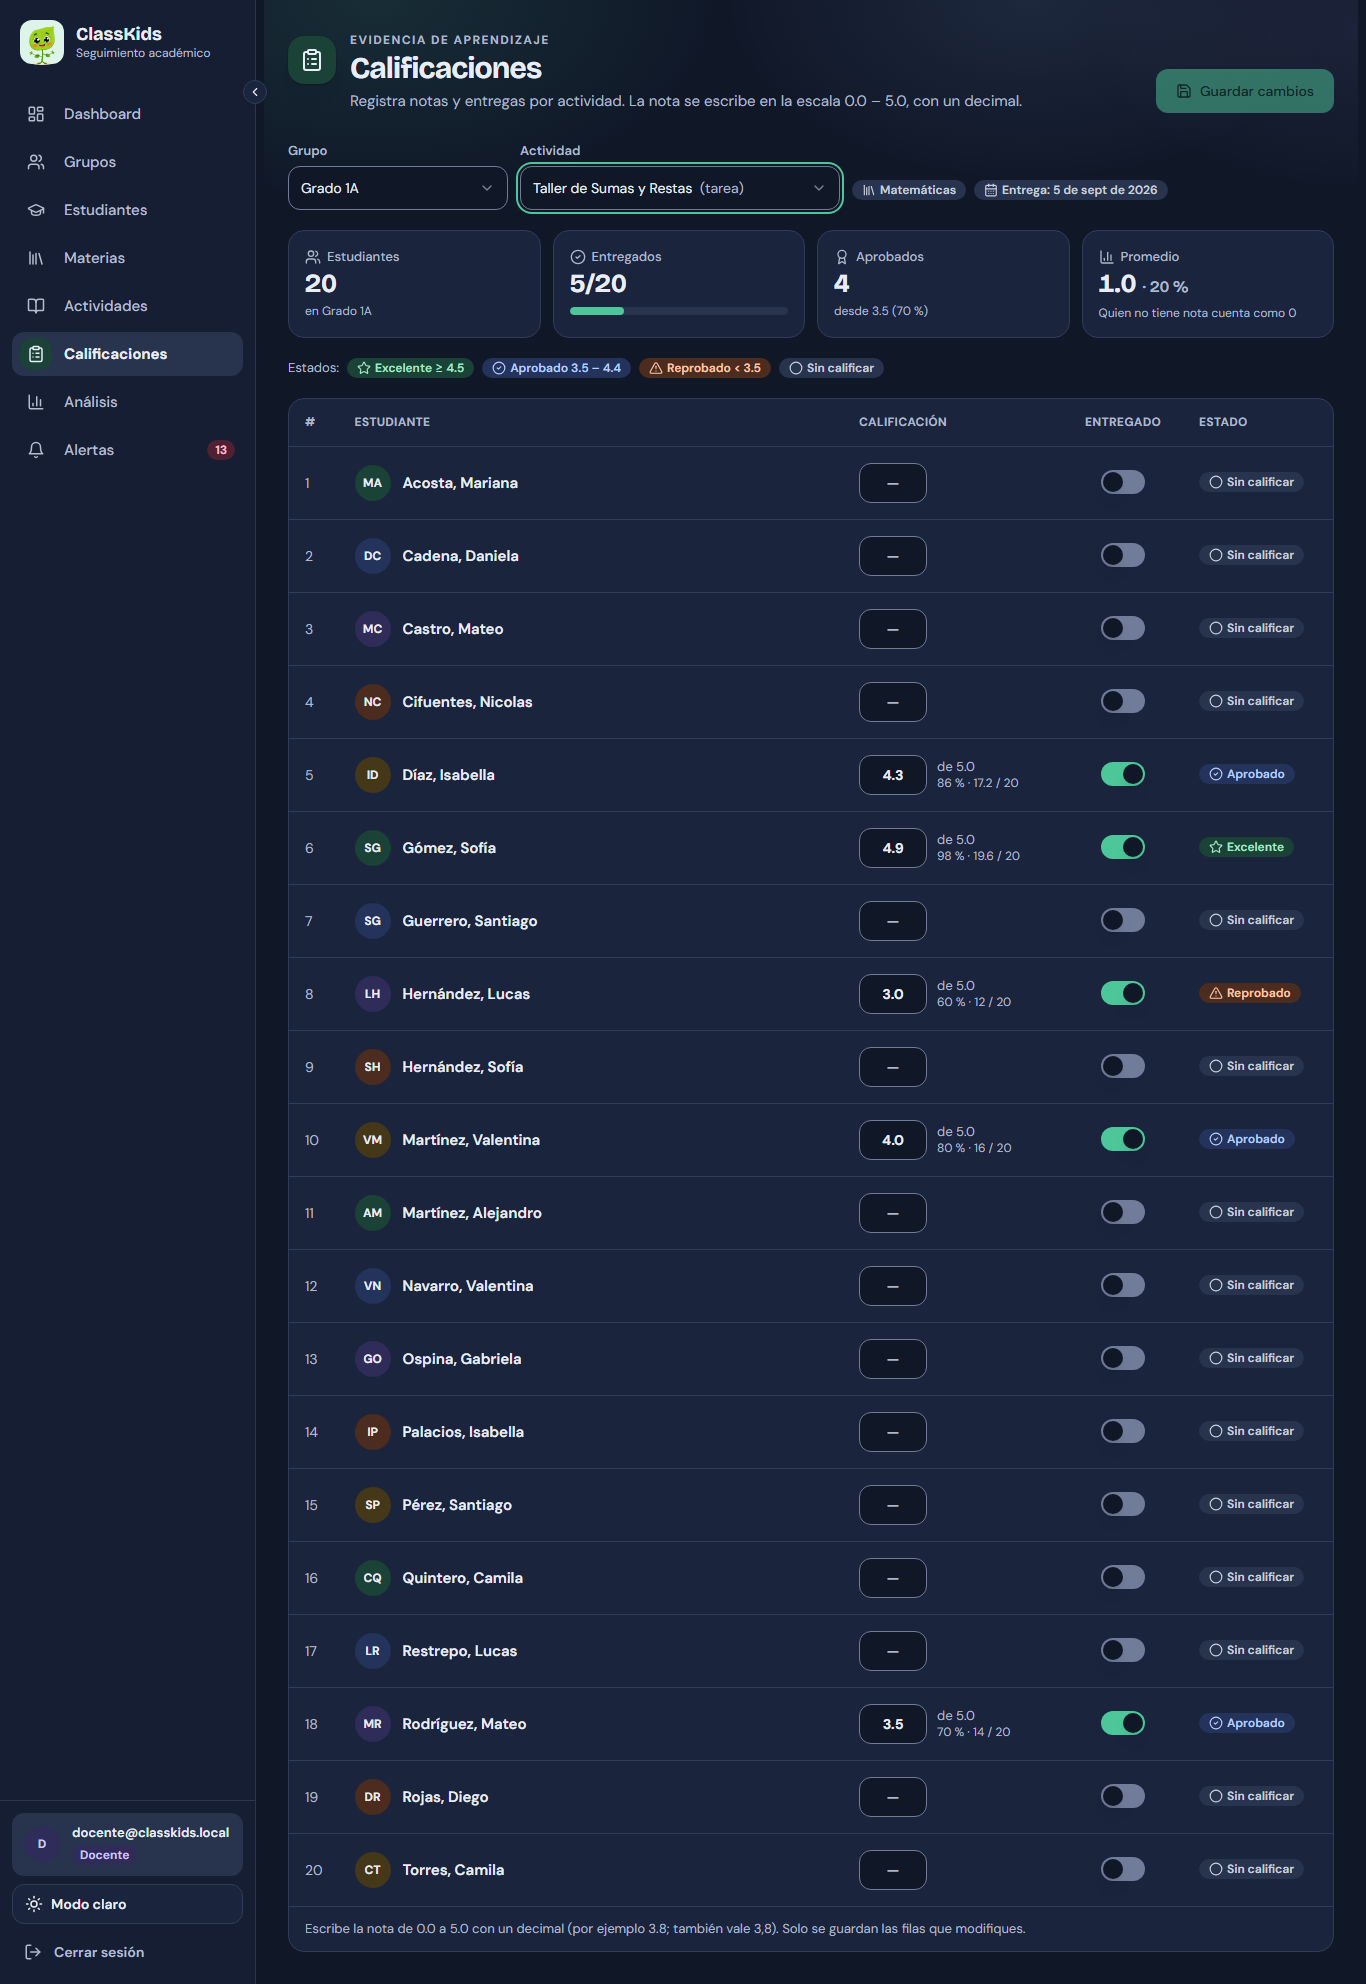 ClassKids
Seguimiento académico
Dashboard
Grupos
Estudiantes
Materias
Actividades
Calificaciones
Análisis
Alertas 13
docente@classkids.local
D
Docente
Modo claro
Cerrar sesión
EVIDENCIA DE APRENDIZAJE
Calificaciones
Registra notas y entregas por actividad. La nota se escribe en la escala 0.0 – 5.0, con un decimal.
Guardar cambios
Grupo
Grado 1A
Actividad
Taller de Sumas y Restas (tarea)
Matemáticas
Entrega: 5 de sept de 2026
Estudiantes
20
en Grado 1A
Entregados
5/20
Aprobados
4
desde 3.5 (70 %)
Promedio
1.0 · 20 %
Quien no tiene nota cuenta como 0
Estados: Excelente ≥ 4.5 Aprobado 3.5 – 4.4 Reprobado < 3.5 Sin calificar
# ESTUDIANTE CALIFICACIÓN ENTREGADO ESTADO
1 MA Acosta, Mariana – Sin calificar
2 DC Cadena, Daniela – Sin calificar
3 MC Castro, Mateo – Sin calificar
4 NC Cifuentes, Nicolas – Sin calificar
5 ID Díaz, Isabella 4.3 de 5.0 Aprobado
86 % · 17.2 / 20
6 SG Gómez, Sofía 4.9 de 5.0 Excelente
98 % · 19.6 / 20
7 SG Guerrero, Santiago – Sin calificar
8 LH Hernández, Lucas 3.0 de 5.0 Reprobado
60 % · 12 / 20
9 SH Hernández, Sofía – Sin calificar
10 VM Martínez, Valentina 4.0 de 5.0 Aprobado
80 % · 16 / 20
11 AM Martínez, Alejandro – Sin calificar
12 VN Navarro, Valentina – Sin calificar
13 GO Ospina, Gabriela – Sin calificar
14 IP Palacios, Isabella – Sin calificar
15 SP Pérez, Santiago – Sin calificar
16 CQ Quintero, Camila – Sin calificar
17 LR Restrepo, Lucas – Sin calificar
18 MR Rodríguez, Mateo 3.5 de 5.0 Aprobado
70 % · 14 / 20
19 DR Rojas, Diego – Sin calificar
20 CT Torres, Camila – Sin calificar
Escribe la nota de 0.0 a 5.0 con un decimal (por ejemplo 3.8; también vale 3,8). Solo se guardan las filas que modifiques.